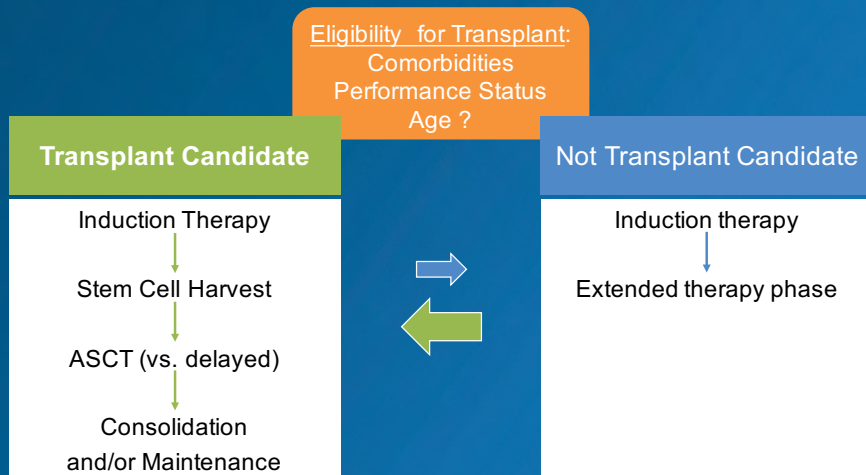 Eligibility for Transplant:
Comorbidities
Performance Status
Age ?
Transplant Candidate
Induction Therapy
Stem Cell Harvest
ASCT (vs. delayed)
Consolidation
and/or Maintenance
Not Transplant Candidate
Induction therapy
Extended therapy phase